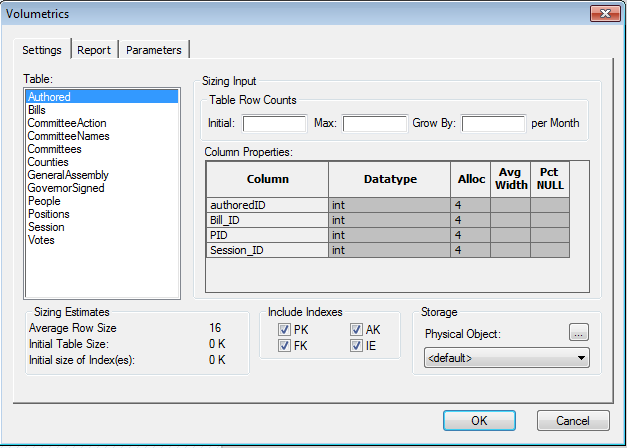 Volumetrics
Settings Report Parameters
Table:
Authored
Bills
CommitteeAction
CommitteeNames
Committees
Counties
GeneralAssembly
GovernorSigned
People
Positions
Session
Votes
Sizing Input
Table Row Counts
Initial: Max: Grow By: per Month
Column Properties:
Column Datatype Alloc Avg Width Pct NULL
authoredID int 4
Bill_ID int 4
PID int 4
Session_ID int 4
Sizing Estimates
Average Row Size 16
Initial Table Size: 0 K
Initial size of Index(es): 0 K
Include Indexes
PK AK
FK IE
Storage
Physical Object: ...
<default>
OK Cancel